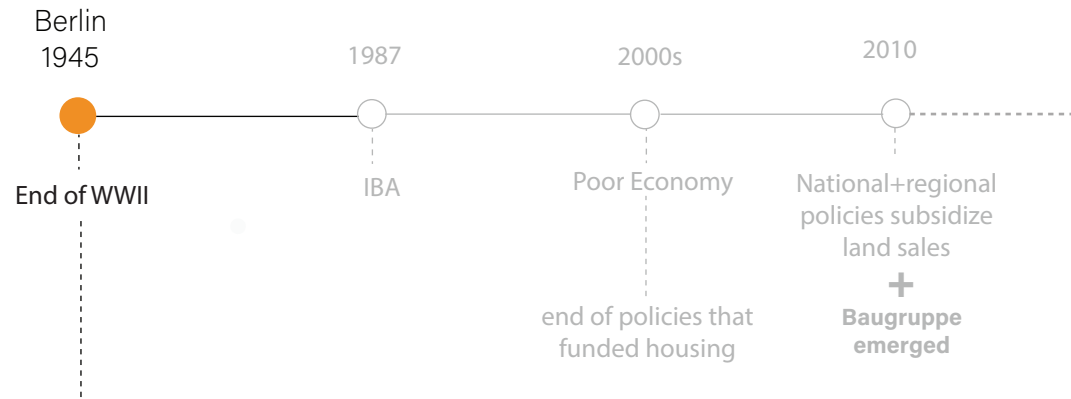 Berlin
1945
1987
2000s
2010
End of WWII
IBA
Poor Economy
National+regional
policies subsidize
land sales
+
Baugruppe
emerged
end of policies that
funded housing